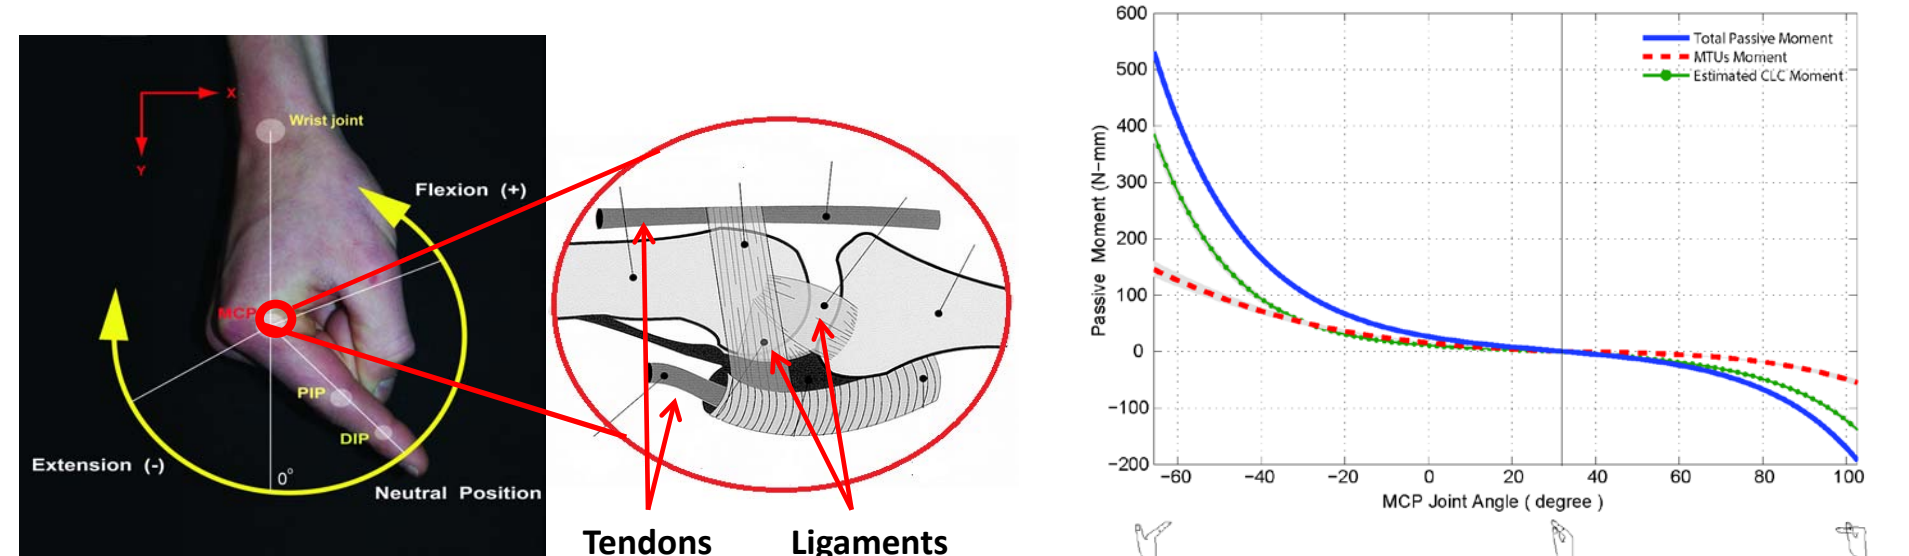 X
Y
Wrist joint
Flexion (+)
MCP
PIP
DIP
Extension (-)
0°
Neutral Position
Tendons
Ligaments
600
500
400
300
200
100
0
−100
−200
Passive Moment (N−mm)
Total Passive Moment
MTUs Moment
Estimated CLC Moment
−60 −40 −20 0 20 40 60 80 100
MCP Joint Angle ( degree )